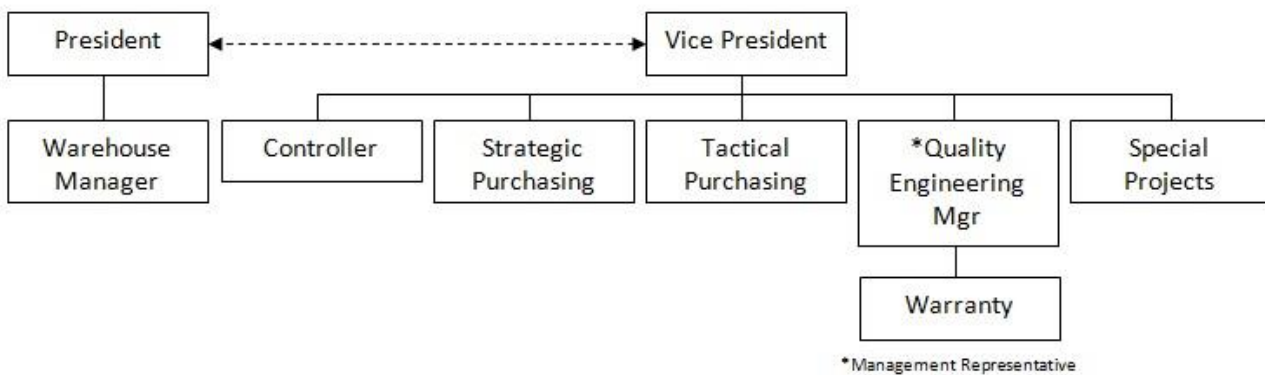 President
Vice President
Warehouse
Manager
Controller
Strategic
Purchasing
Tactical
Purchasing
*Quality
Engineering
Mgr
Special
Projects
Warranty
*Management Representative